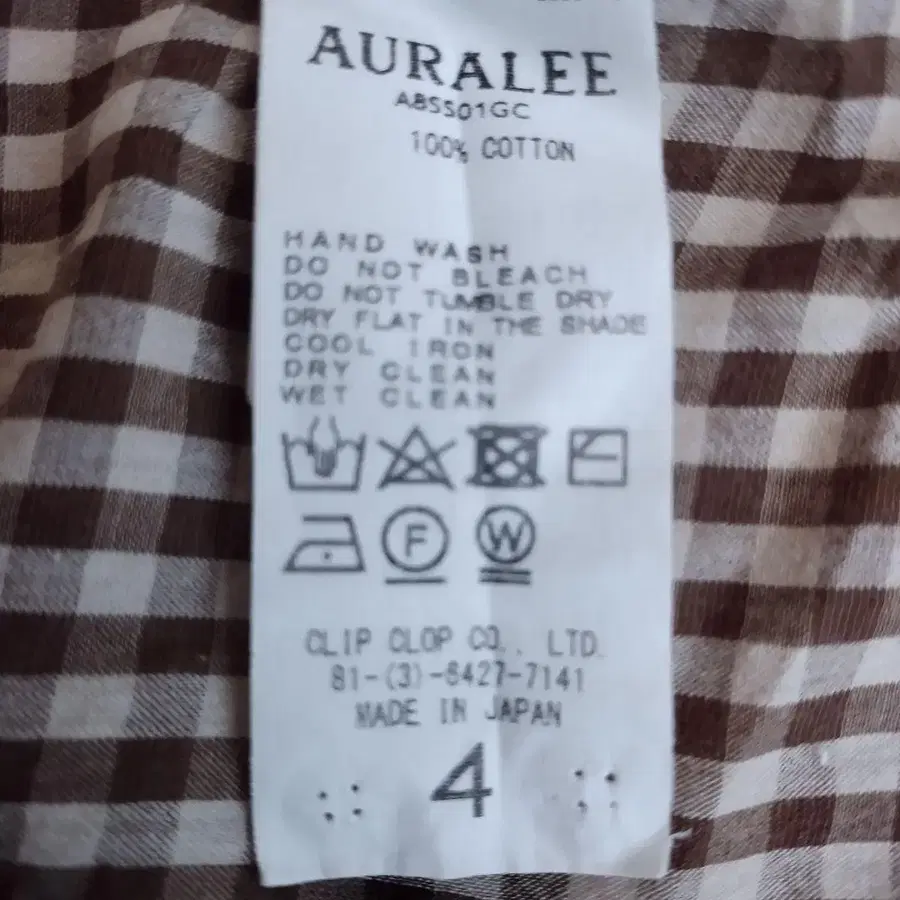 AURALEE
A8SS01GC
100% COTTON
HAND WASH
DO NOT BLEACH
DO NOT TUMBLE DRY
DRY FLAT IN THE SHADE
COOL IRON
DRY CLEAN
WET CLEAN
F W
CLIP CLOP CO., LTD.
81-(3)-6427-7141
MADE IN JAPAN
4